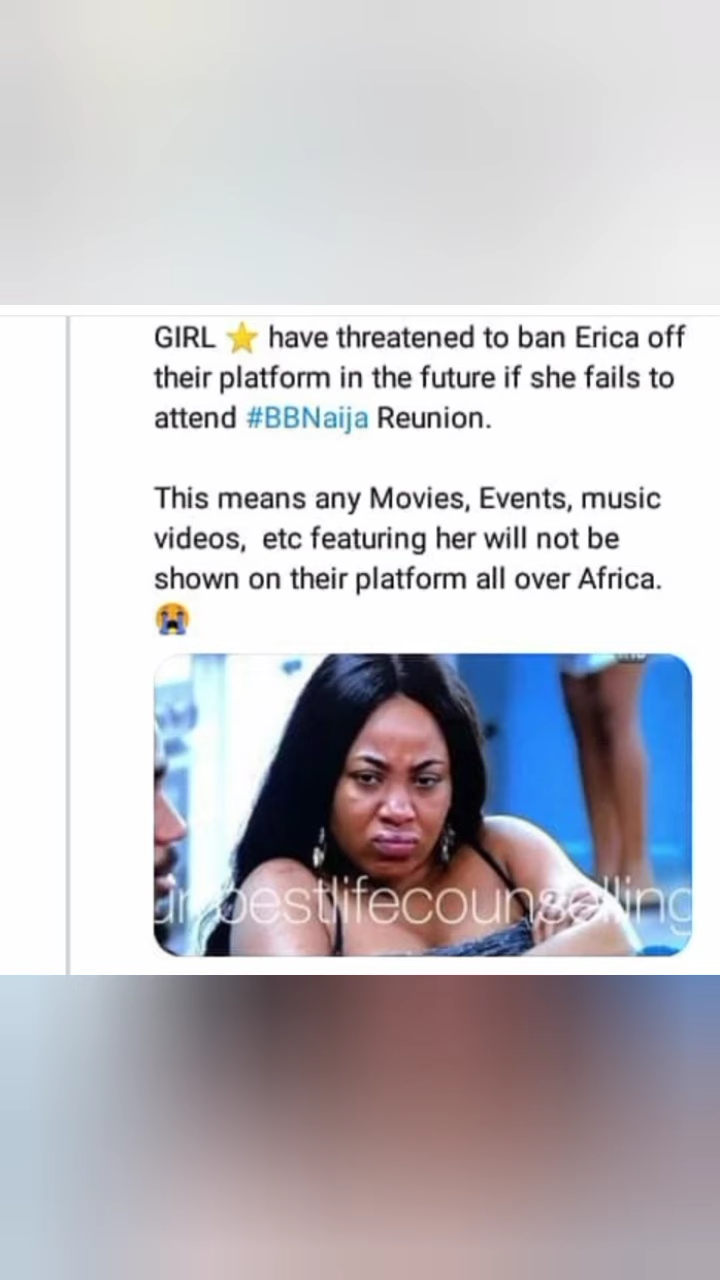 GIRL ⭐ have threatened to ban Erica off
their platform in the future if she fails to
attend #BBNaija Reunion.
This means any Movies, Events, music
videos,  etc featuring her will not be
shown on their platform all over Africa.
😭
bestlifecounselling